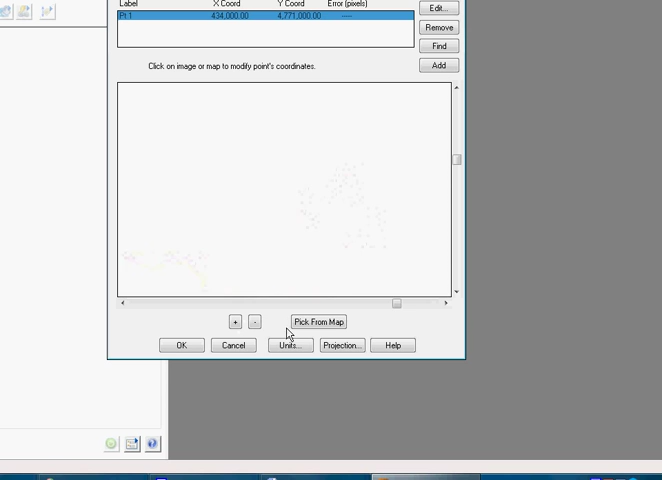 Label X Coord Y Coord Error (pixels)
Pt 1 434,000.00 4,771,000.00 ----
Edit...
Remove
Find
Add
Click on image or map to modify point's coordinates.
+ - Pick From Map
OK Cancel Units... Projection... Help